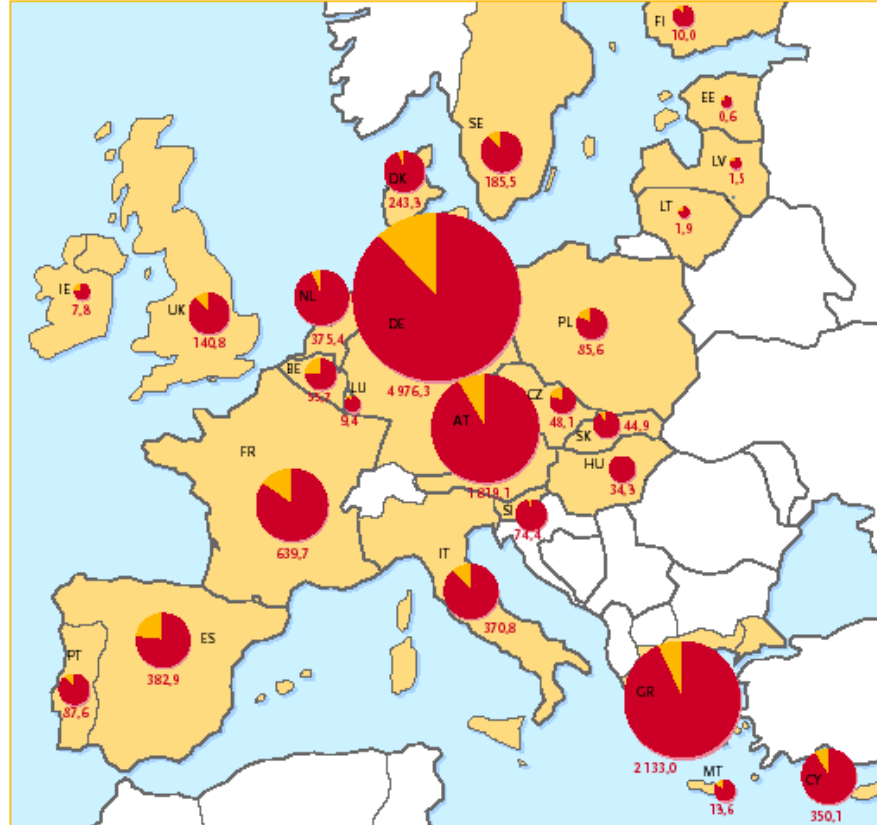 FI
10,0
EE
0,6
SE
185,5
LV
1,5
DK
243,3
LT
1,9
IE
7,8
UK
140,8
NL
375,4
DE
4 976,3
PL
85,6
BE
LU
9,4
AT
1 819,1
CZ
48,1
SK
44,9
HU
34,3
FR
639,7
SI
74,4
IT
370,8
ES
382,9
PT
87,6
GR
2 133,0
MT
13,6
CY
350,1